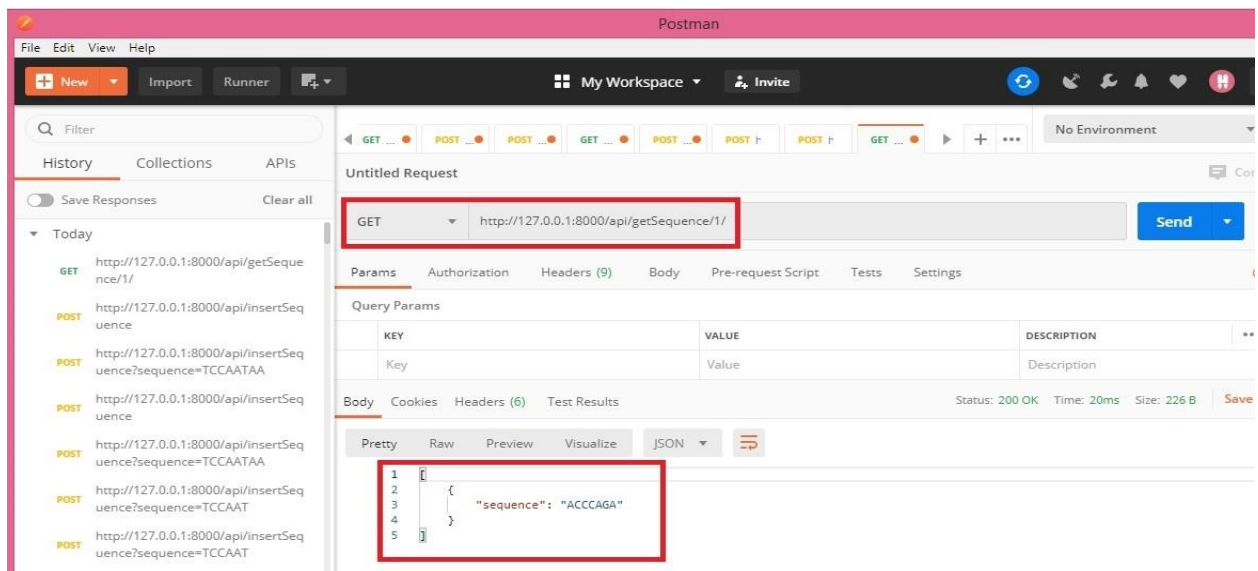 Postman
File Edit View Help
New Import Runner My Workspace Invite
Filter
History Collections APIs
Save Responses Clear all
Today
GET http://127.0.0.1:8000/api/getSeque
nce/1/
POST http://127.0.0.1:8000/api/insertSeq
uence
POST http://127.0.0.1:8000/api/insertSeq
uence?sequence=TCCAATAA
POST http://127.0.0.1:8000/api/insertSeq
uence
POST http://127.0.0.1:8000/api/insertSeq
uence?sequence=TCCAATAA
POST http://127.0.0.1:8000/api/insertSeq
uence?sequence=TCCAAT
POST http://127.0.0.1:8000/api/insertSeq
uence?sequence=TCCAAT
GET ... POST ... POST ... GET ... POST ... POST POST GET ... No Environment
Untitled Request
GET http://127.0.0.1:8000/api/getSequence/1/ Send
Params Authorization Headers (9) Body Pre-request Script Tests Settings
Query Params
KEY VALUE DESCRIPTION
Key Value Description
Body Cookies Headers (6) Test Results Status: 200 OK Time: 20ms Size: 226 B Save
Pretty Raw Preview Visualize JSON
1 [
2 {
3 "sequence": "ACCCAGA"
4 }
5 ]